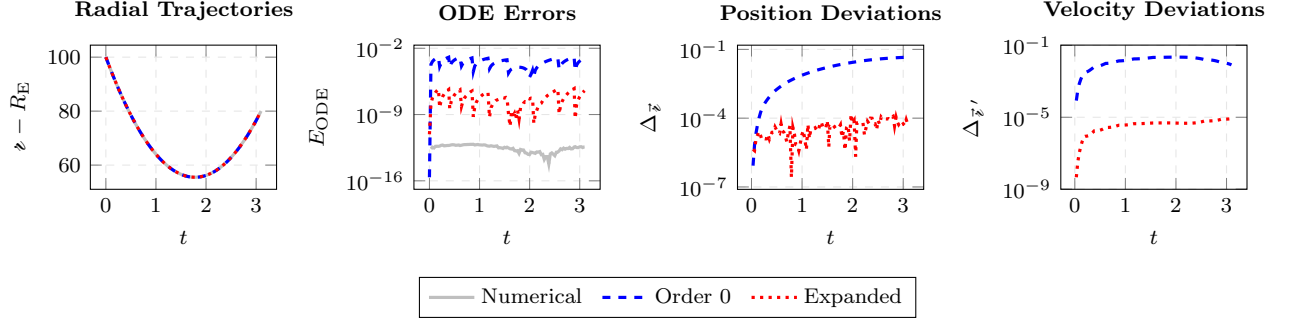 Radial Trajectories
ODE Errors
Position Deviations
Velocity Deviations
100
80
60
0 1 2 3
t
𝓇 − R_E
10^−2
10^−9
10^−16
0 1 2 3
t
E_ODE
10^−1
10^−4
10^−7
0 1 2 3
t
Δ_𝓇⃗
10^−1
10^−5
10^−9
0 1 2 3
t
Δ_𝓇⃗ ′
Numerical Order 0 Expanded